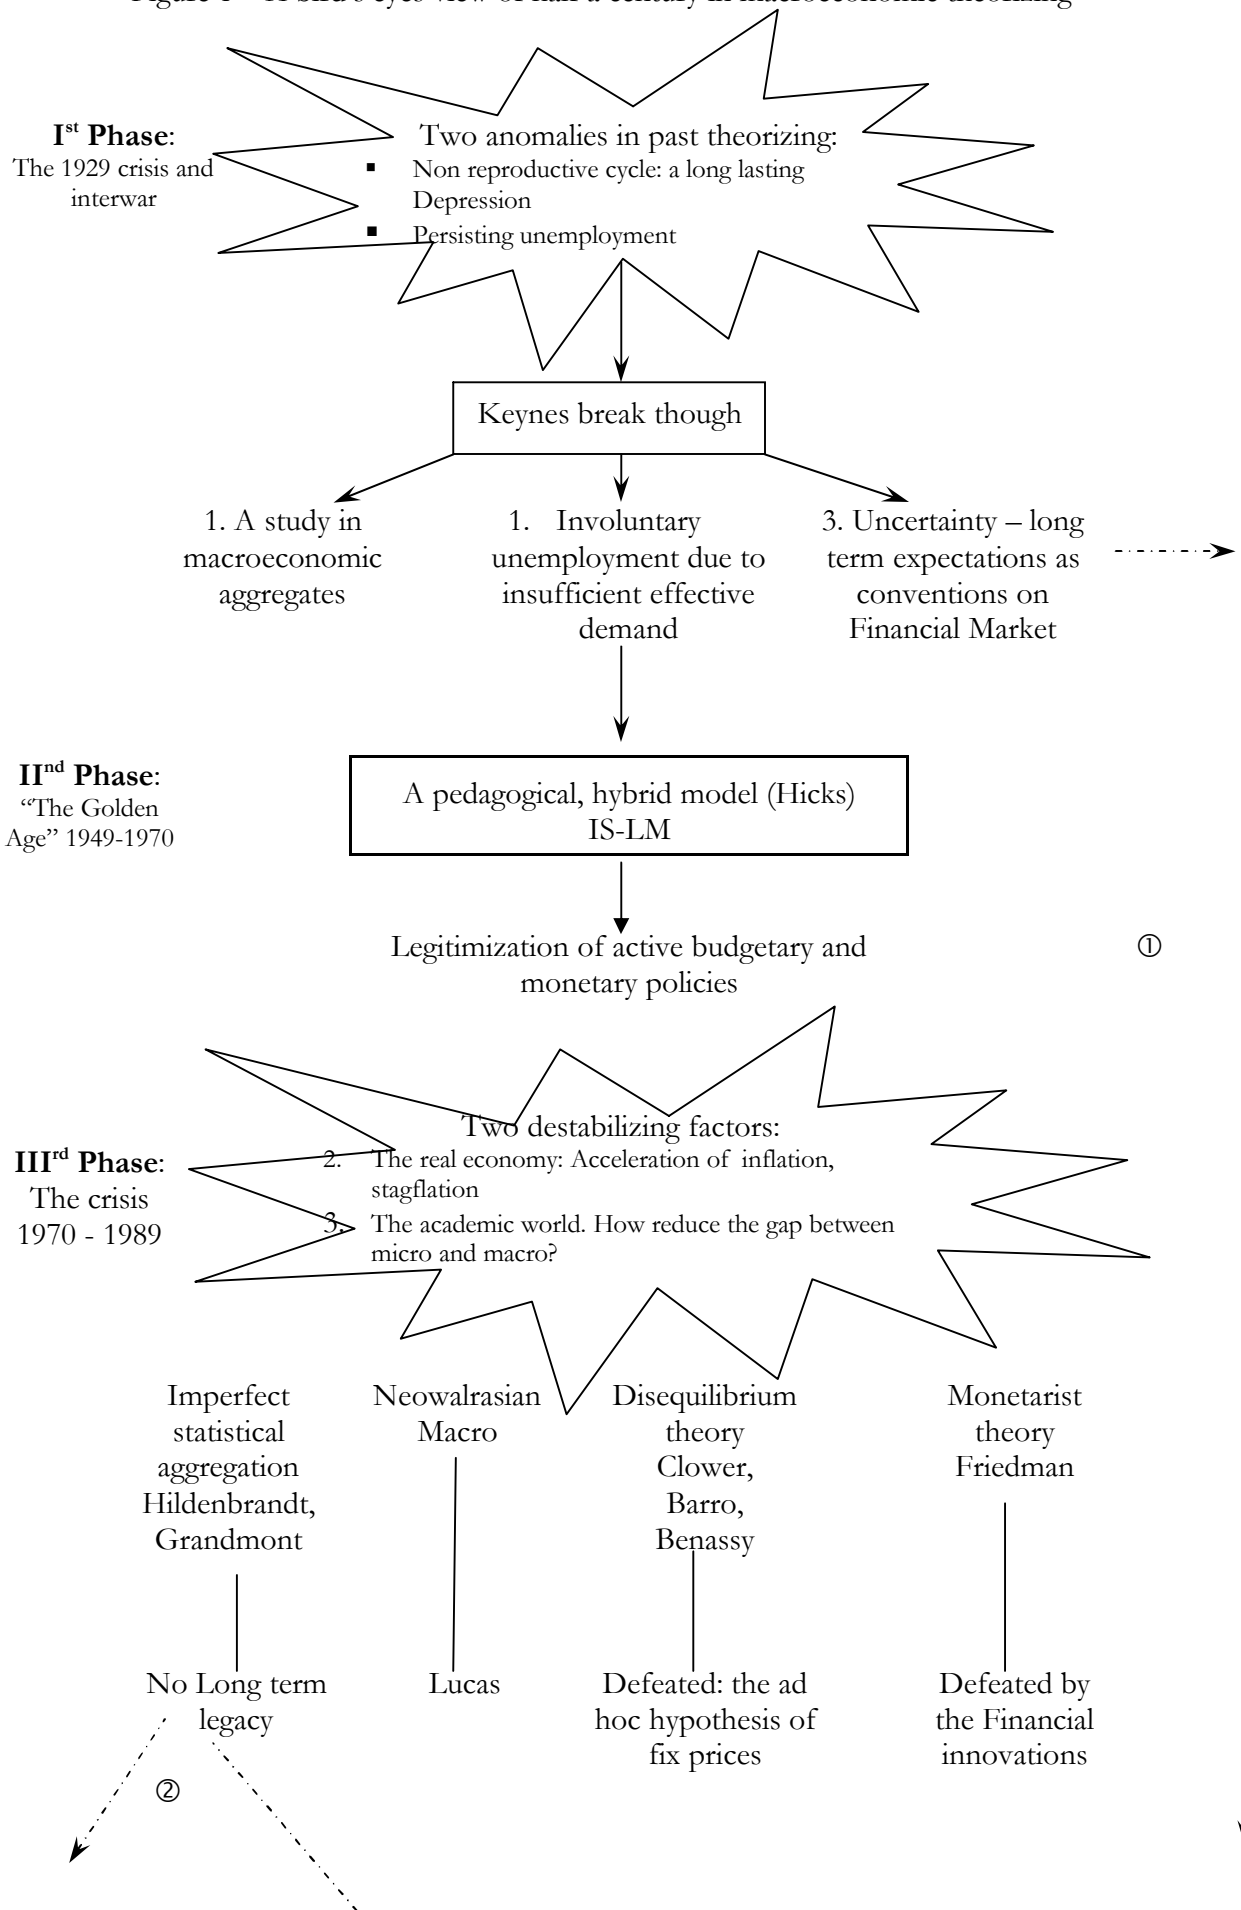 Figure 1 – A bird's eyes view of half a century in macroeconomic theorizing
Ist Phase:
The 1929 crisis and
interwar
Two anomalies in past theorizing:
▪ Non reproductive cycle: a long lasting
Depression
▪ Persisting unemployment
Keynes break though
1. A study in
macroeconomic
aggregates
1. Involuntary
unemployment due to
insufficient effective
demand
3. Uncertainty – long
term expectations as
conventions on
Financial Market
IInd Phase:
“The Golden
Age” 1949-1970
A pedagogical, hybrid model (Hicks)
IS-LM
Legitimization of active budgetary and
monetary policies
①
IIIrd Phase:
The crisis
1970 - 1989
Two destabilizing factors:
2. The real economy: Acceleration of inflation,
stagflation
3. The academic world. How reduce the gap between
micro and macro?
Imperfect
statistical
aggregation
Hildenbrandt,
Grandmont
Neowalrasian
Macro
Disequilibrium
theory
Clower,
Barro,
Benassy
Monetarist
theory
Friedman
No Long term
legacy
Lucas
Defeated: the ad
hoc hypothesis of
fix prices
Defeated by
the Financial
innovations
②